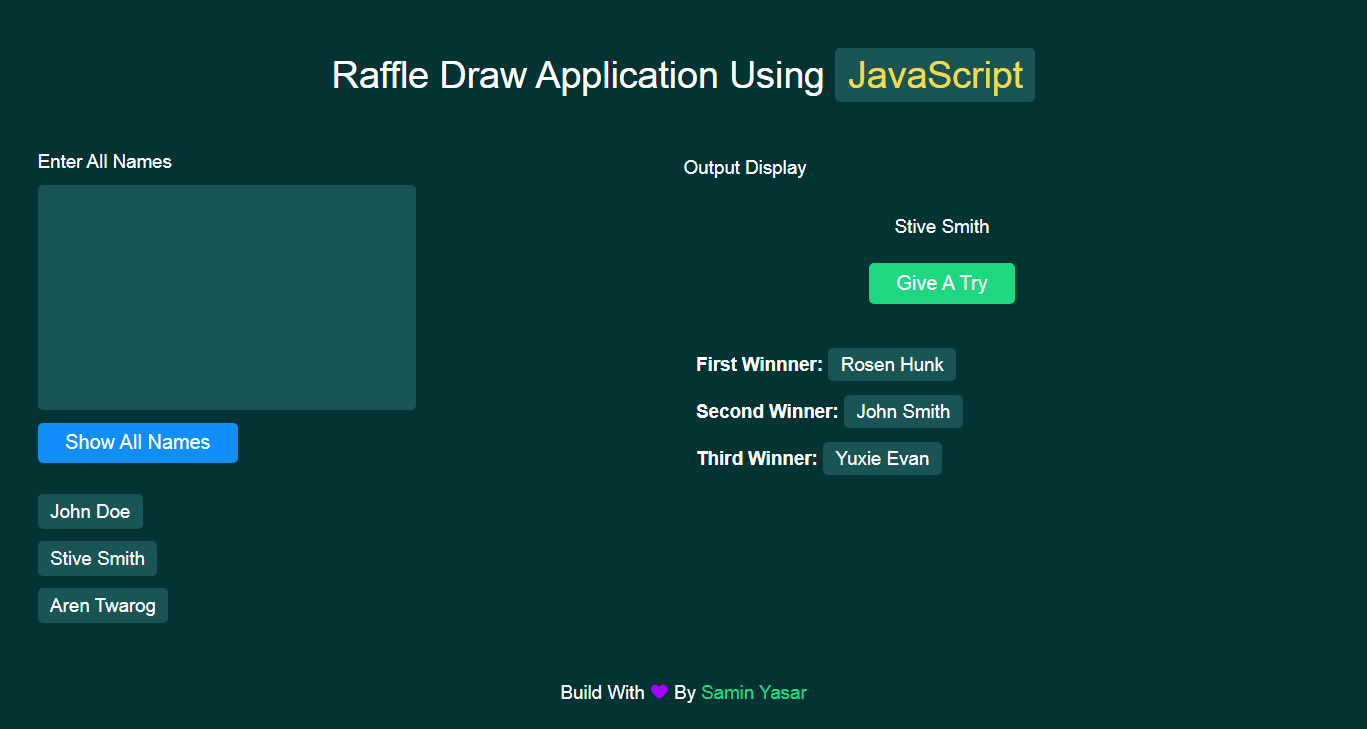 Raffle Draw Application Using JavaScript
Enter All Names
Show All Names
John Doe
Stive Smith
Aren Twarog
Output Display
Stive Smith
Give A Try
First Winnner: Rosen Hunk
Second Winner: John Smith
Third Winner: Yuxie Evan
Build With 💜 By Samin Yasar